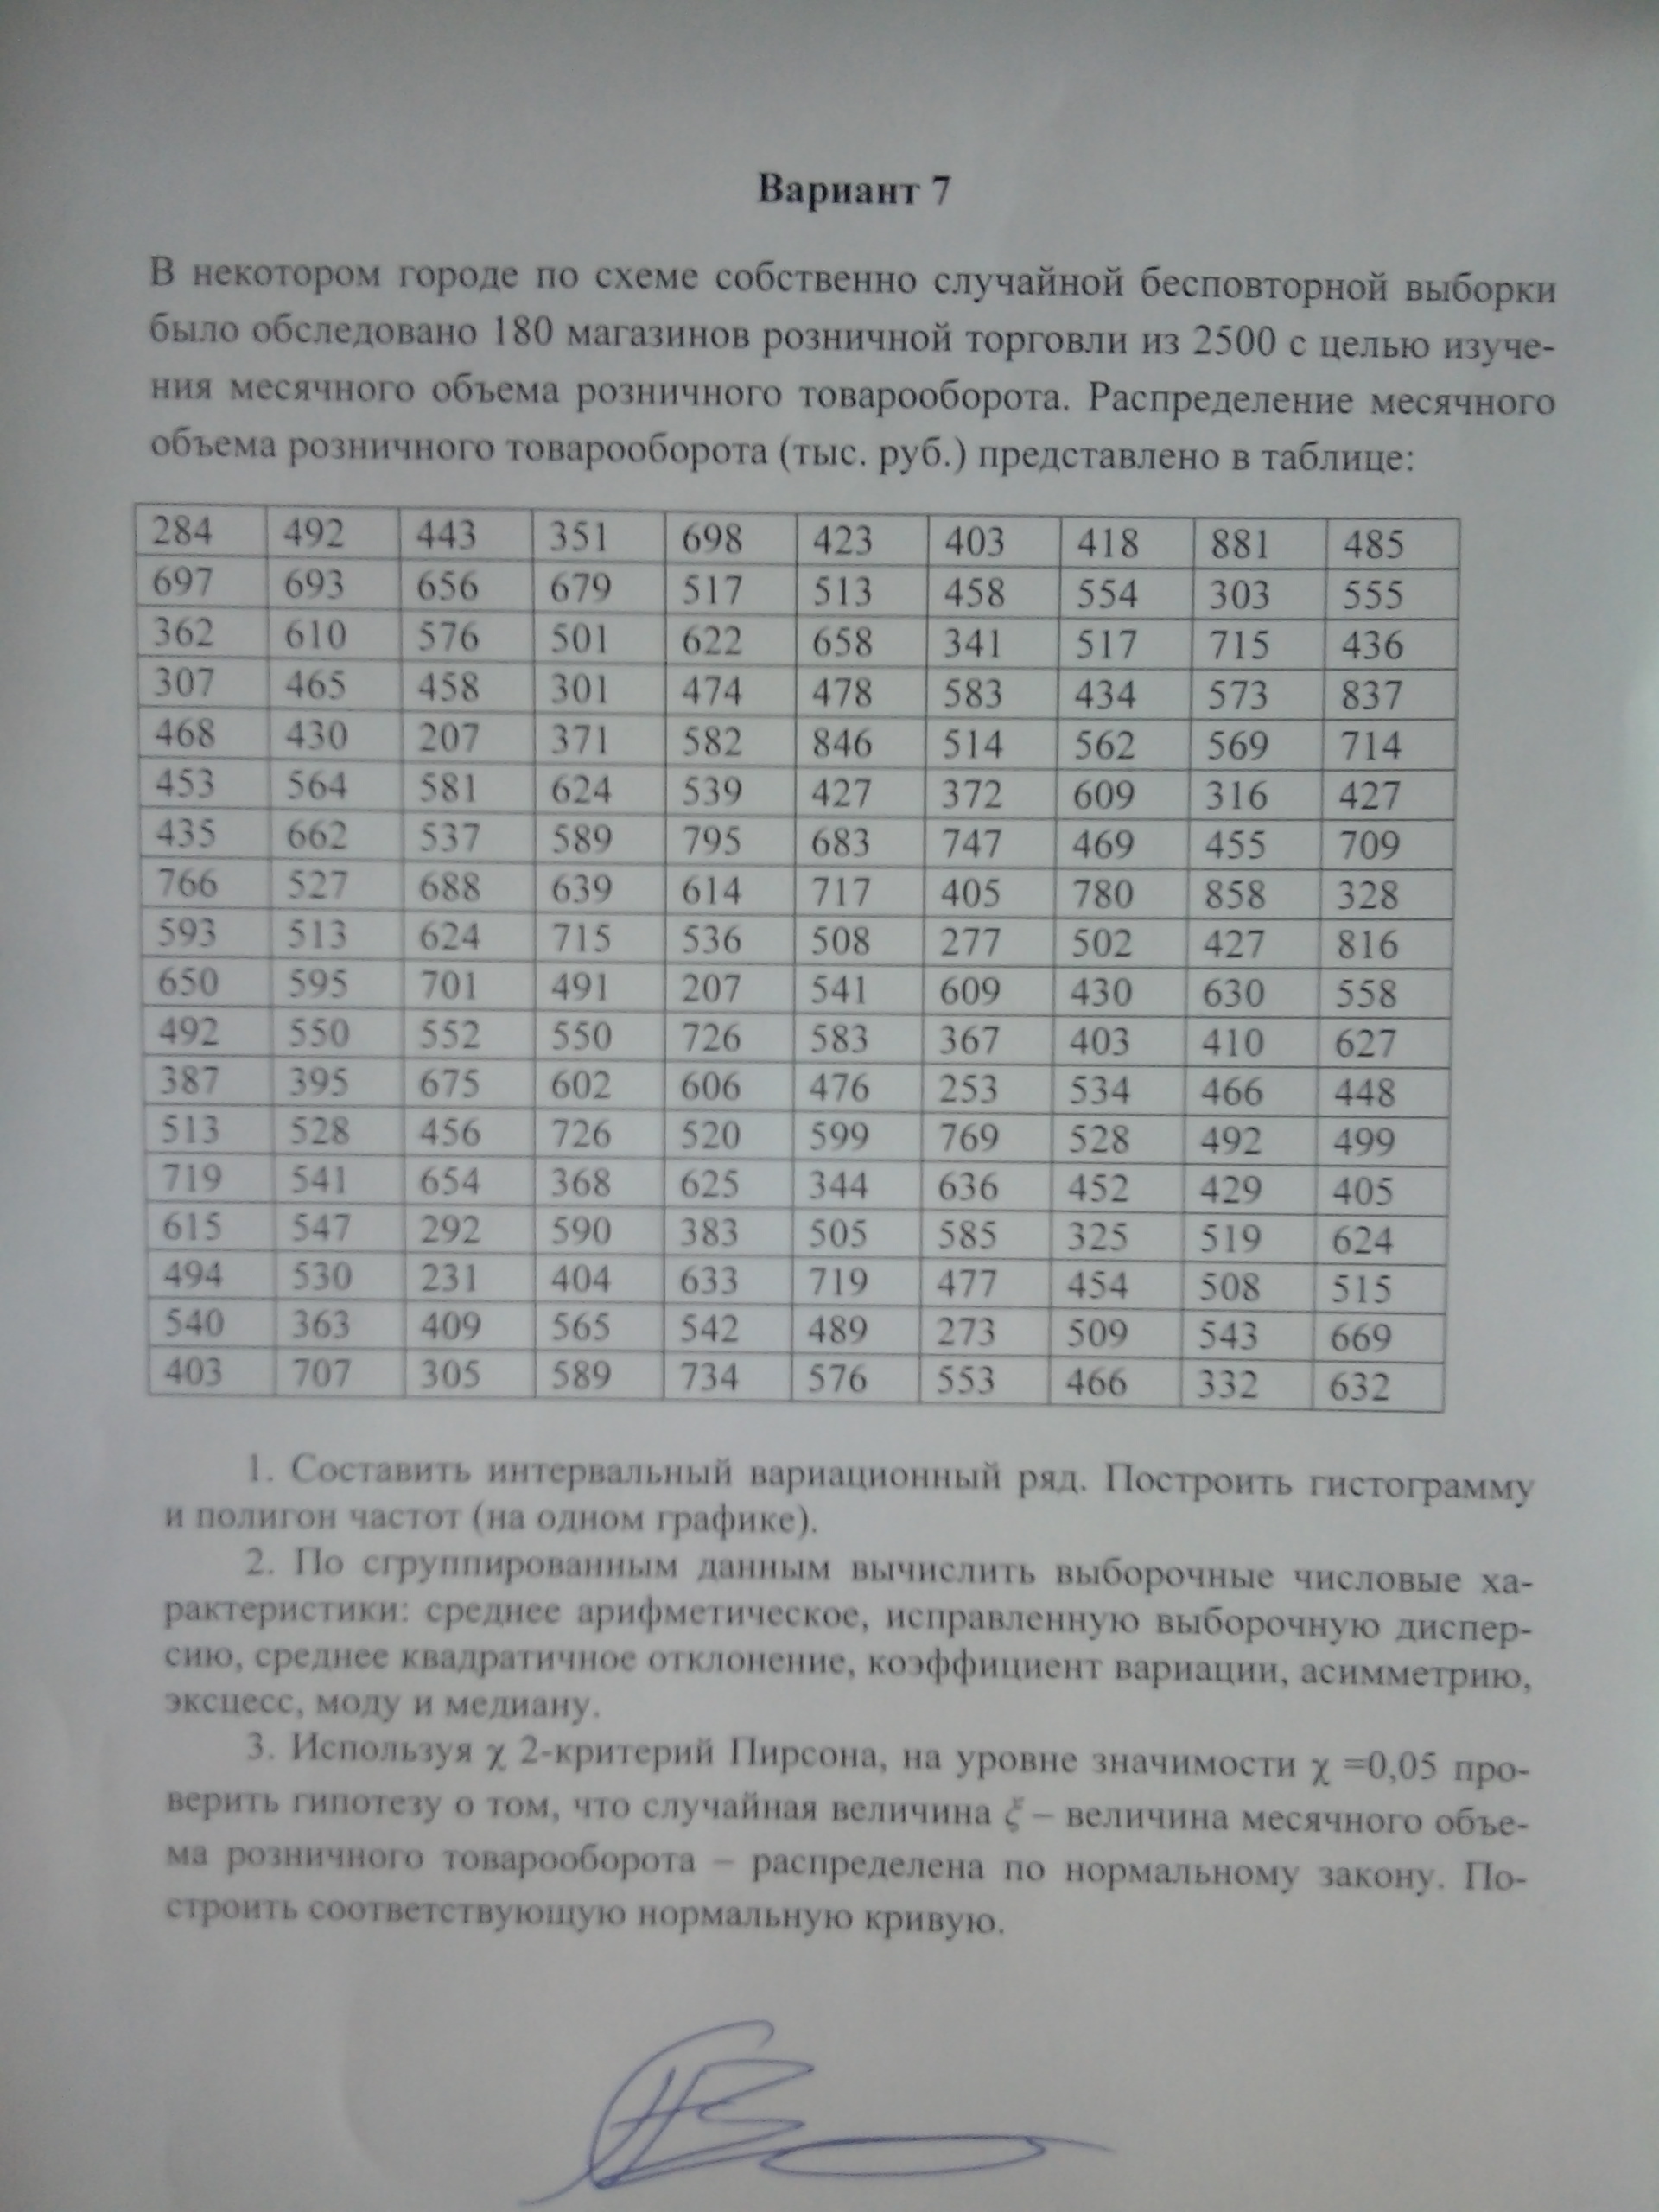 Вариант 7
В некотором городе по схеме собственно случайной бесповторной выборки
было обследовано 180 магазинов розничной торговли из 2500 с целью изуче-
ния месячного объема розничного товарооборота. Распределение месячного
объема розничного товарооборота (тыс. руб.) представлено в таблице:
284 492 443 351 698 423 403 418 881 485
697 693 656 679 517 513 458 554 303 555
362 610 576 501 622 658 341 517 715 436
307 465 458 301 474 478 583 434 573 837
468 430 207 371 582 846 514 562 569 714
453 564 581 624 539 427 372 609 316 427
435 662 537 589 795 683 747 469 455 709
766 527 688 639 614 717 405 780 858 328
593 513 624 715 536 508 277 502 427 816
650 595 701 491 207 541 609 430 630 558
492 550 552 550 726 583 367 403 410 627
387 395 675 602 606 476 253 534 466 448
513 528 456 726 520 599 769 528 492 499
719 541 654 368 625 344 636 452 429 405
615 547 292 590 383 505 585 325 519 624
494 530 231 404 633 719 477 454 508 515
540 363 409 565 542 489 273 509 543 669
403 707 305 589 734 576 553 466 332 632
1. Составить интервальный вариационный ряд. Построить гистограмму
и полигон частот (на одном графике).
2. По сгруппированным данным вычислить выборочные числовые ха-
рактеристики: среднее арифметическое, исправленную выборочную диспер-
сию, среднее квадратичное отклонение, коэффициент вариации, асимметрию,
эксцесс, моду и медиану.
3. Используя χ 2-критерий Пирсона, на уровне значимости χ =0,05 про-
верить гипотезу о том, что случайная величина ξ – величина месячного объе-
ма розничного товарооборота – распределена по нормальному закону. По-
строить соответствующую нормальную кривую.